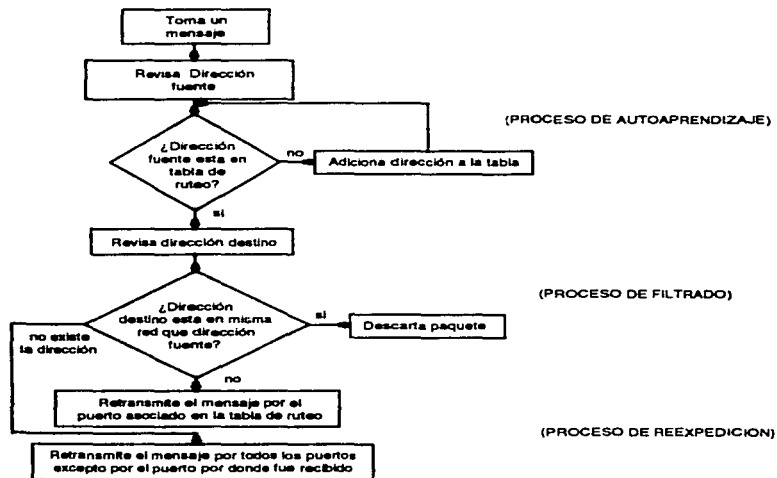 Toma un
mensaje
Revisa Dirección
fuente
(PROCESO DE AUTOAPRENDIZAJE)
¿Dirección
fuente esta en
tabla de
ruteo?
no
Adiciona dirección a la tabla
si
Revisa dirección destino
(PROCESO DE FILTRADO)
¿Dirección
destino esta en misma
red que dirección
fuente?
si
Descarta paquete
no existe
la dirección
no
Retransmite el mensaje por el
puerto asociado en la tabla de ruteo
(PROCESO DE REEXPEDICION)
Retransmite el mensaje por todos los puertos
excepto por el puerto por donde fue recibido